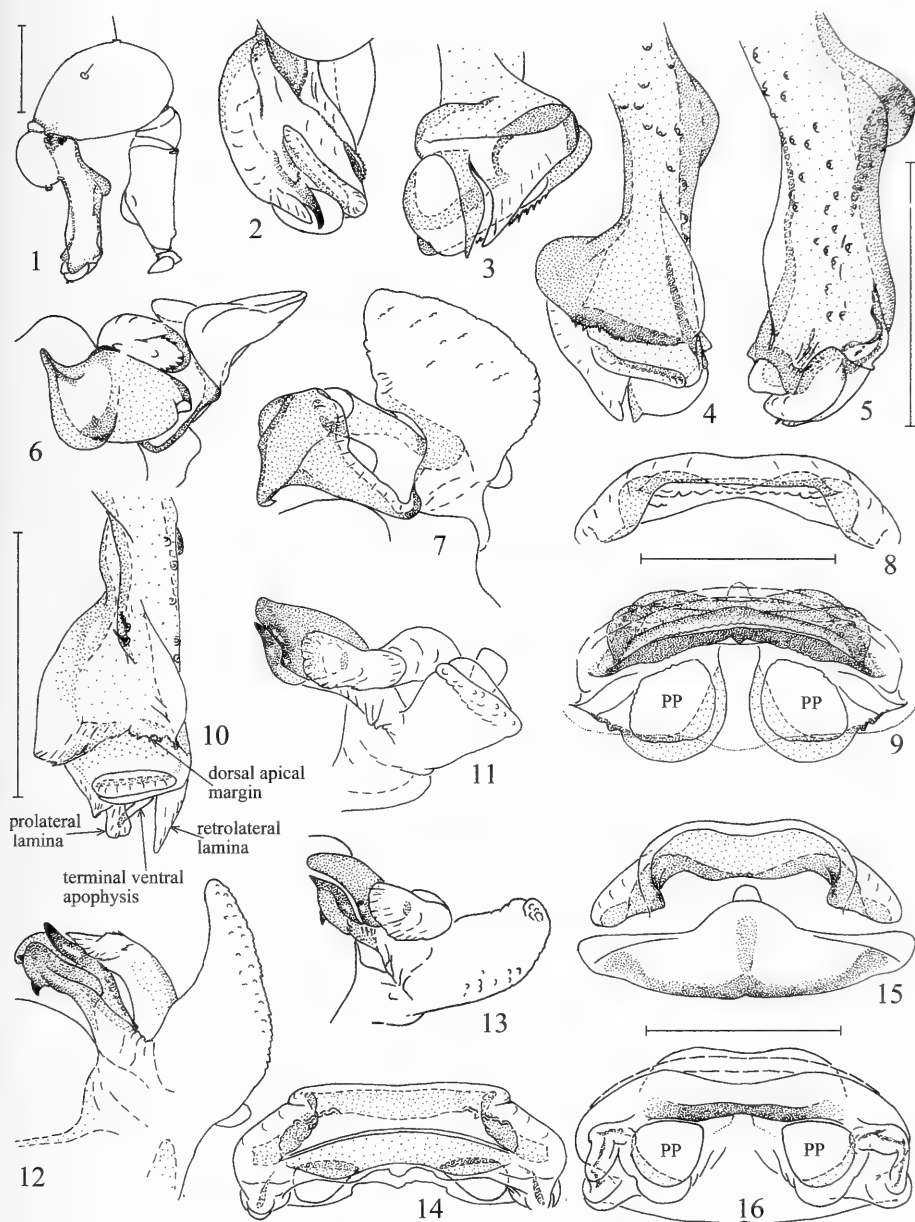 1
2
3
4
5
6
7
8
PP PP
9
10
dorsal apical
margin
prolateral
lamina
retrolateral
lamina
terminal ventral
apophysis
11
12
13
14
15
PP PP
16